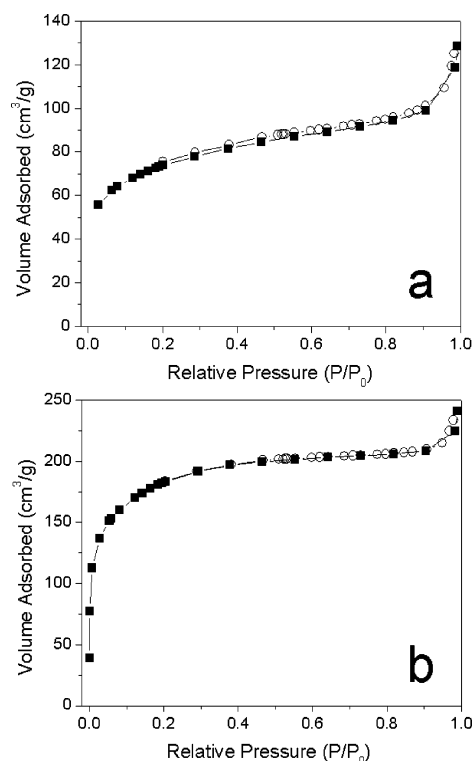 140
120
100
80
60
40
20
0
Volume Adsorbed (cm³/g)
a
0.0 0.2 0.4 0.6 0.8 1.0
Relative Pressure (P/P₀)
250
200
150
100
50
0
Volume Adsorbed (cm³/g)
b
0.0 0.2 0.4 0.6 0.8 1.0
Relative Pressure (P/P₀)